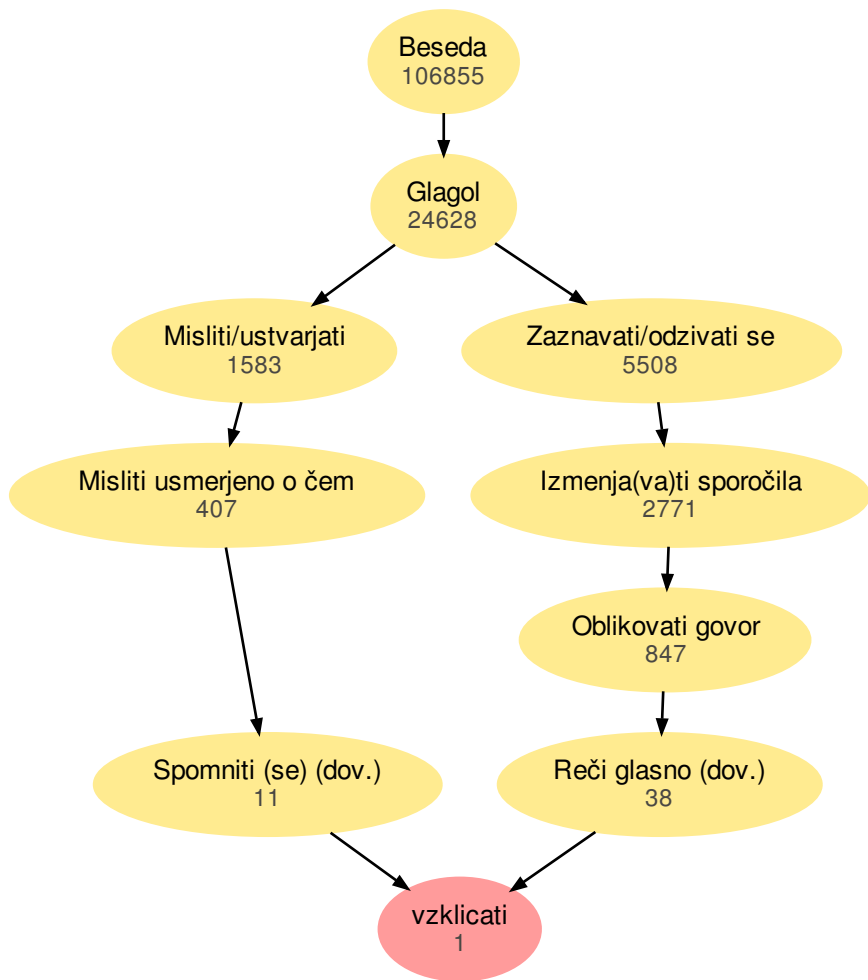 Beseda
106855
Glagol
24628
Misliti/ustvarjati
1583
Zaznavati/odzivati se
5508
Misliti usmerjeno o čem
407
Izmenja(va)ti sporočila
2771
Oblikovati govor
847
Spomniti (se) (dov.)
11
Reči glasno (dov.)
38
vzklicati
1